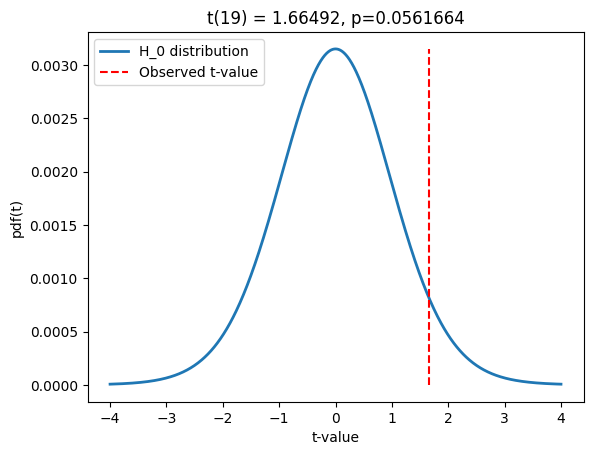 t(19) = 1.66492, p=0.0561664
H_0 distribution
Observed t-value
0.0030
0.0025
0.0020
0.0015
0.0010
0.0005
0.0000
pdf(t)
−4 −3 −2 −1 0 1 2 3 4
t-value